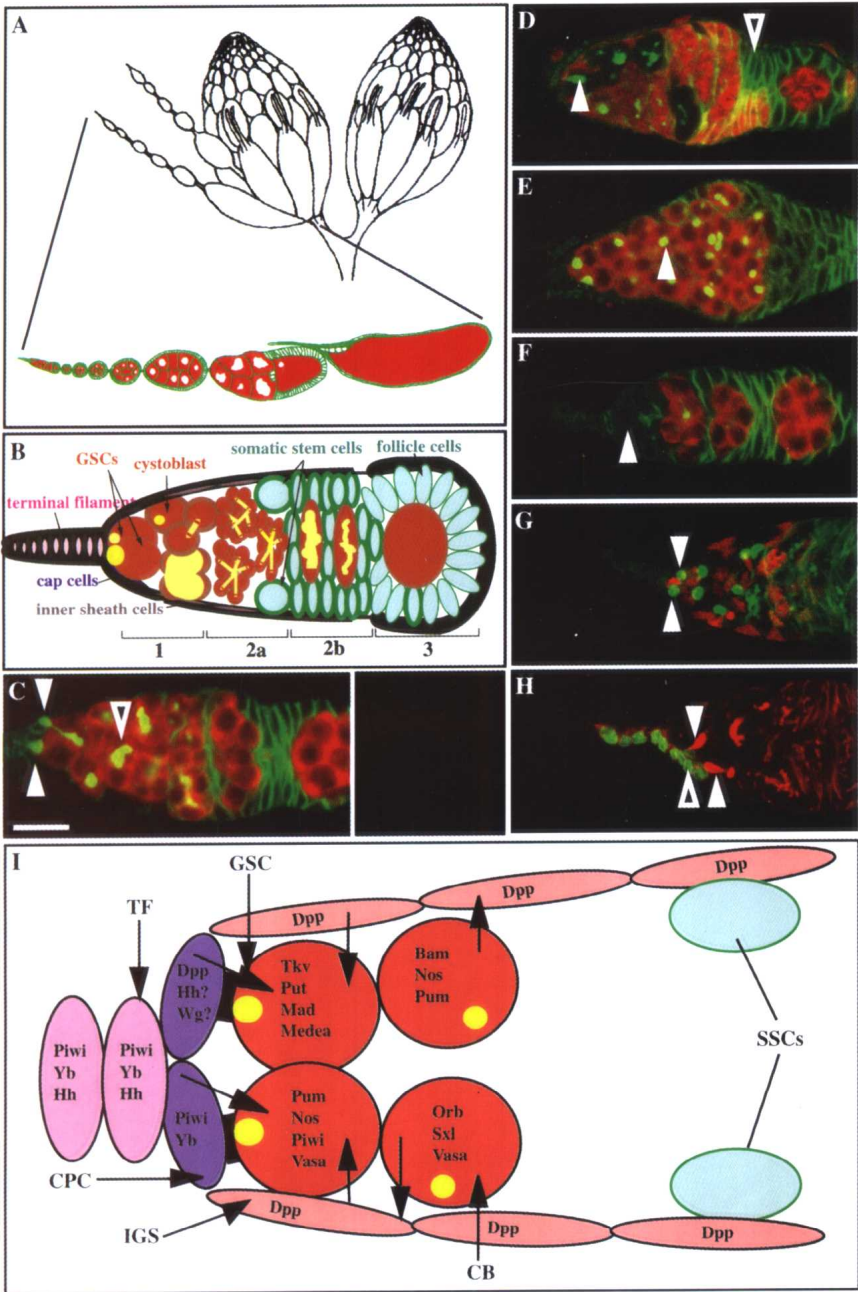 A
B
GSCs
cystoblast
somatic stem cells
follicle cells
terminal filament
cap cells
inner sheath cells
1
2a
2b
3
C
D
E
F
G
H
I
GSC
TF
Dpp
Dpp
Dpp
Dpp
Hh?
Wg?
Tkv
Put
Mad
Medea
Bam
Nos
Pum
SSCs
Piwi
Yb
Hh
Piwi
Yb
Hh
Piwi
Yb
Pum
Nos
Piwi
Vasa
Orb
Sxl
Vasa
CPC
IGS
Dpp
Dpp
Dpp
CB